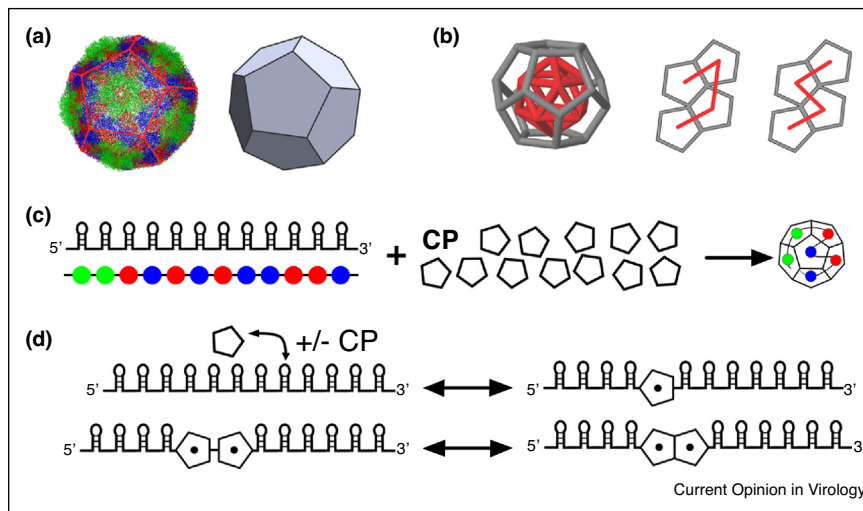 (a)
(b)
(c)
5’ 3’
+ CP
(d)
+/- CP
5’ 3’ 5’ 3’
5’ 3’ 5’ 3’
Current Opinion in Virology